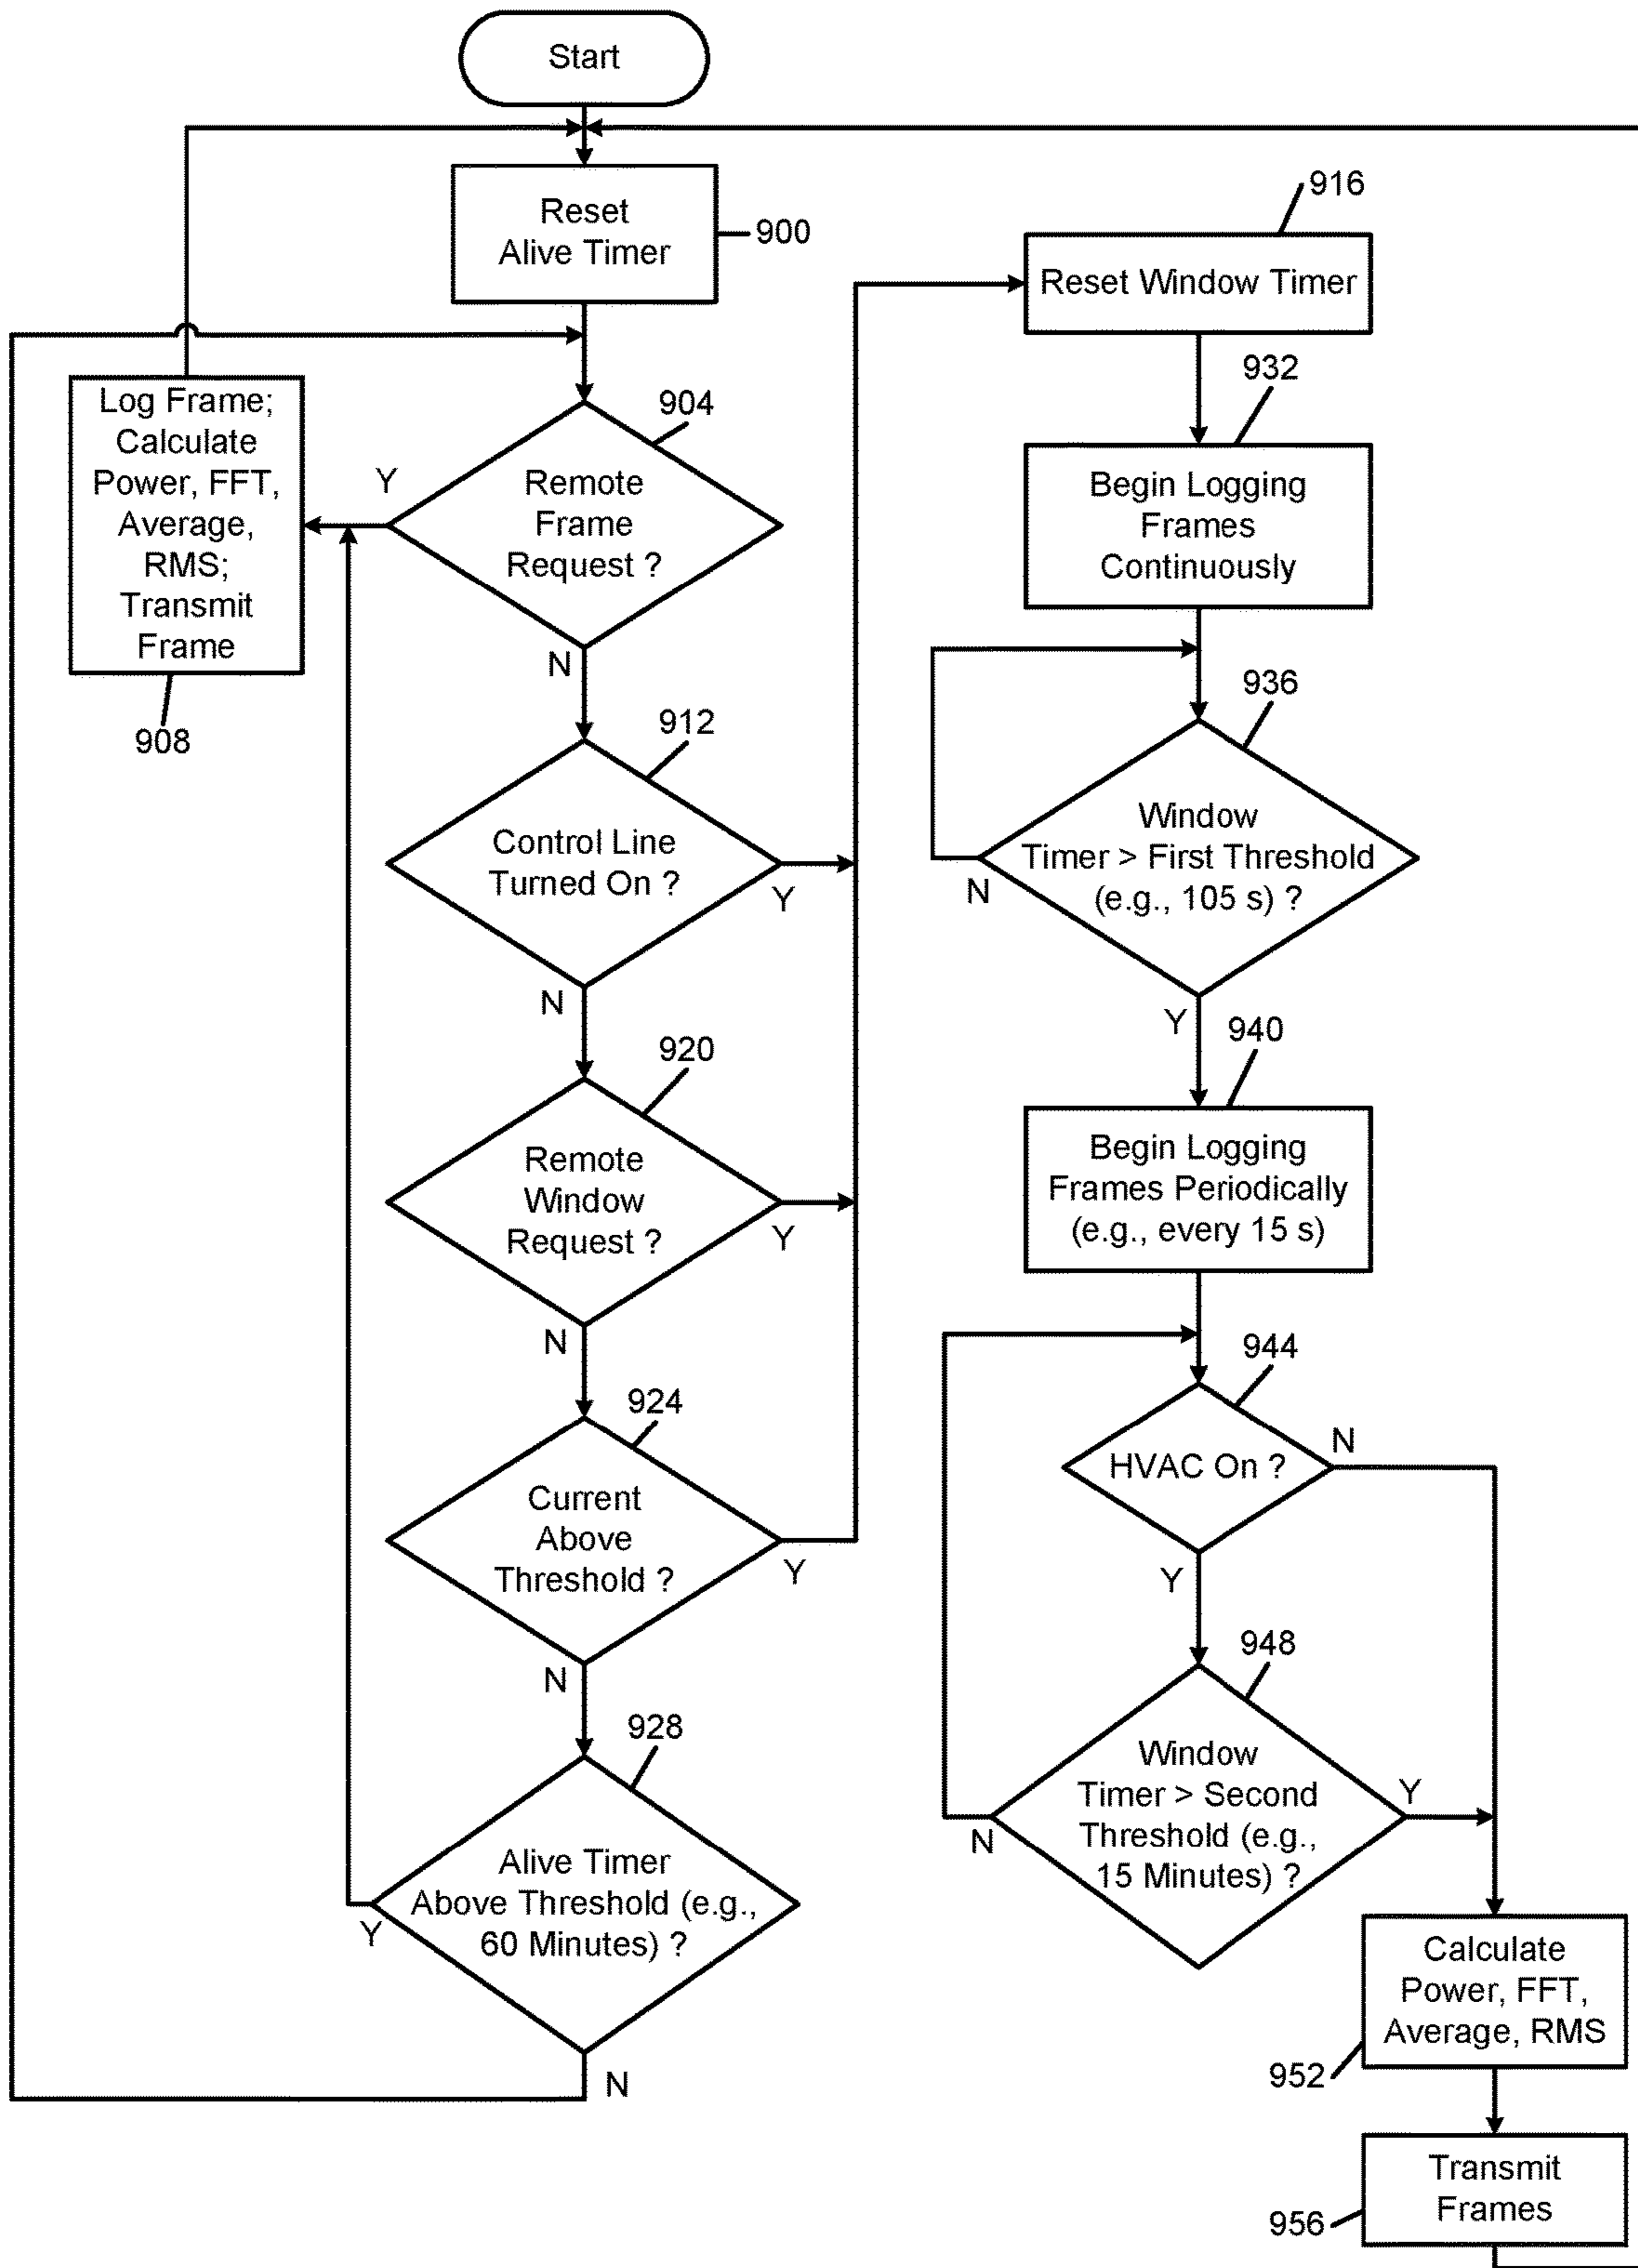 Start
Reset
Alive Timer
900
Log Frame;
Calculate
Power, FFT,
Average,
RMS;
Transmit
Frame
908
904
Y
Remote
Frame
Request ?
N
912
Control Line
Turned On ?
Y
N
920
Remote
Window
Request ?
Y
N
924
Current
Above
Threshold ?
Y
N
928
Alive Timer
Above Threshold (e.g.,
60 Minutes) ?
Y
N
916
Reset Window Timer
932
Begin Logging
Frames
Continuously
936
Window
Timer > First Threshold
(e.g., 105 s) ?
N
Y
940
Begin Logging
Frames Periodically
(e.g., every 15 s)
944
HVAC On ?
N
Y
948
Window
Timer > Second
Threshold (e.g.,
15 Minutes) ?
Y
N
Calculate
Power, FFT,
Average, RMS
952
Transmit
Frames
956